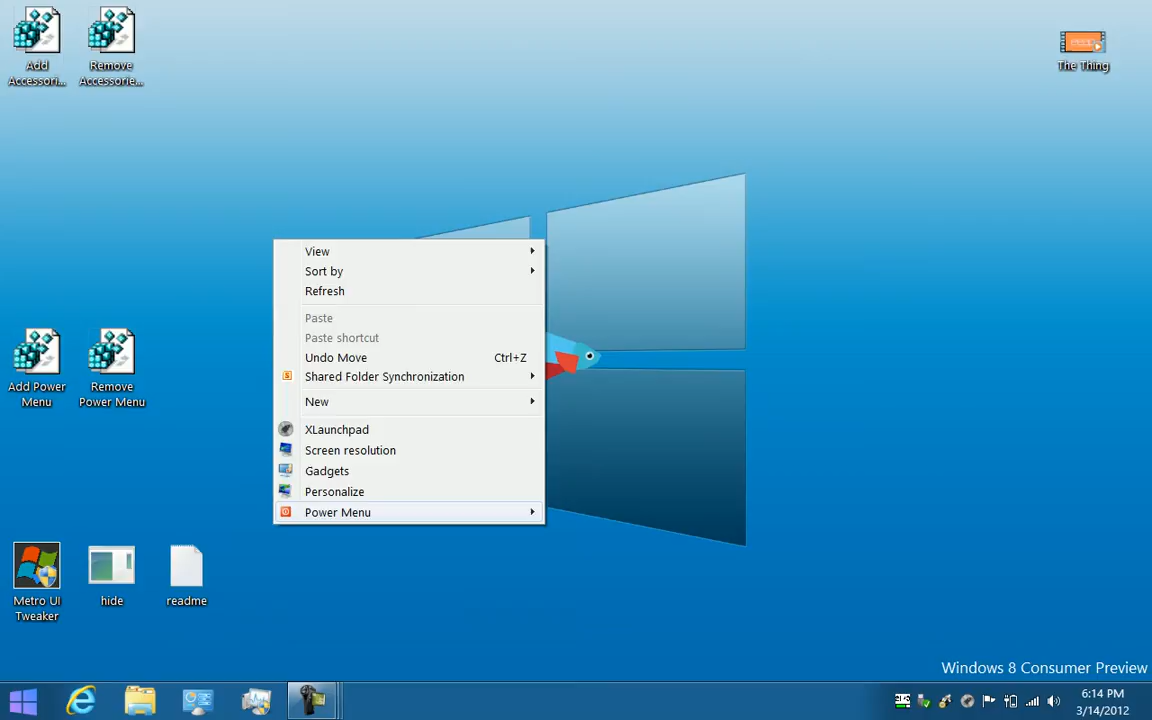 Add
Accessori...
Remove
Accessorie...
The Thing
View
Sort by
Refresh
Paste
Paste shortcut
Undo Move Ctrl+Z
Shared Folder Synchronization
New
XLaunchpad
Screen resolution
Gadgets
Personalize
Power Menu
Add Power
Menu
Remove
Power Menu
Metro UI
Tweaker
hide
readme
Windows 8 Consumer Preview
6:14 PM
3/14/2012